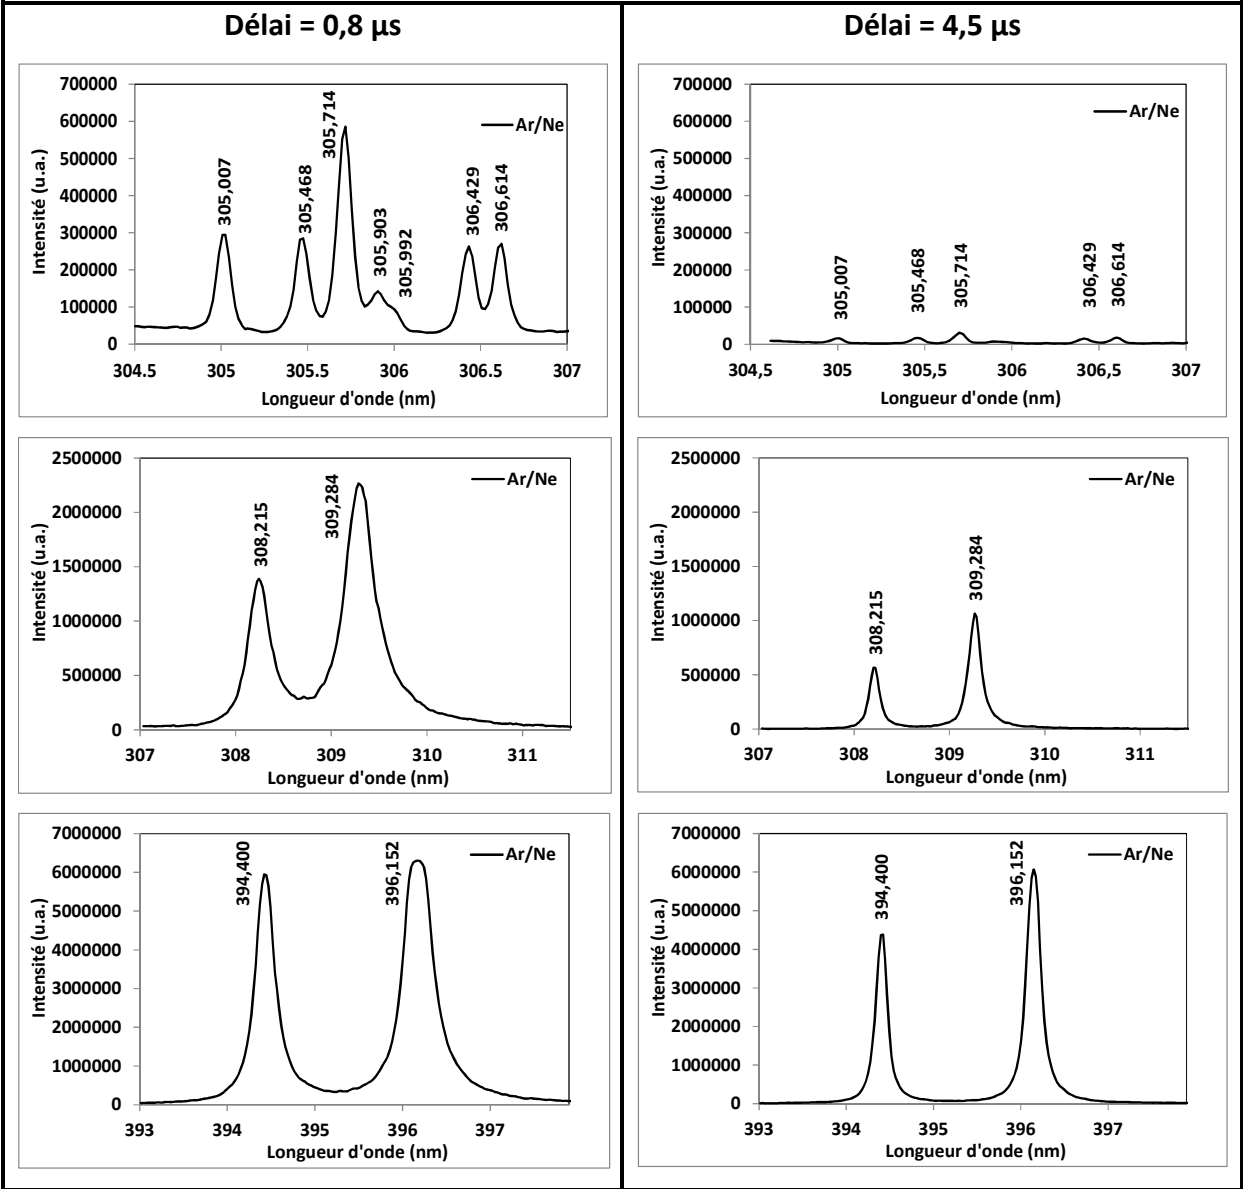 Délai = 0,8 µs
Délai = 4,5 µs
700000
600000
500000
400000
300000
200000
100000
0
Intensité (u.a.)
305,007
305,468
305,714
305,903
305,992
306,429
306,614
Ar/Ne
304.5 305 305.5 306 306.5 307
Longueur d'onde (nm)
700000
600000
500000
400000
300000
200000
100000
0
Intensité (u.a.)
305,007
305,468
305,714
306,429
306,614
Ar/Ne
304,5 305 305,5 306 306,5 307
Longueur d'onde (nm)
2500000
2000000
1500000
1000000
500000
0
Intensité (u.a.)
308,215
309,284
Ar/Ne
307 308 309 310 311
Longueur d'onde (nm)
2500000
2000000
1500000
1000000
500000
0
Intensité (u.a.)
308,215
309,284
Ar/Ne
307 308 309 310 311
Longueur d'onde (nm)
7000000
6000000
5000000
4000000
3000000
2000000
1000000
0
Intensité (u.a.)
394,400
396,152
Ar/Ne
393 394 395 396 397
Longueur d'onde (nm)
7000000
6000000
5000000
4000000
3000000
2000000
1000000
0
Intensité (u.a.)
394,400
396,152
Ar/Ne
393 394 395 396 397
Longueur d'onde (nm)